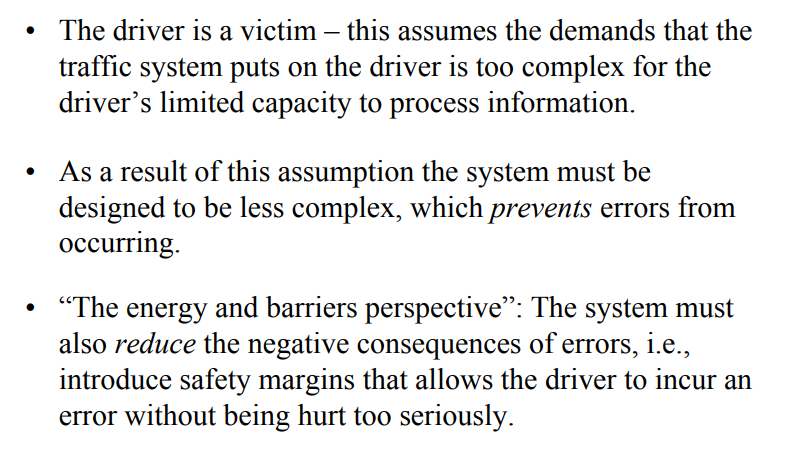 • The driver is a victim – this assumes the demands that the
traffic system puts on the driver is too complex for the
driver’s limited capacity to process information.
• As a result of this assumption the system must be
designed to be less complex, which prevents errors from
occurring.
• “The energy and barriers perspective”: The system must
also reduce the negative consequences of errors, i.e.,
introduce safety margins that allows the driver to incur an
error without being hurt too seriously.